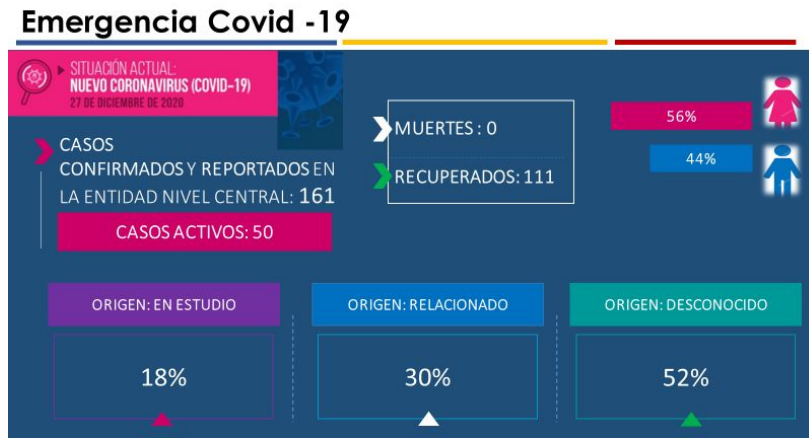 Emergencia Covid -19
SITUACIÓN ACTUAL:
NUEVO CORONAVIRUS (COVID-19)
27 DE DICIEMBRE DE 2020
CASOS
CONFIRMADOS Y REPORTADOS EN
LA ENTIDAD NIVEL CENTRAL: 161
CASOS ACTIVOS: 50
MUERTES : 0
RECUPERADOS: 111
56%
44%
ORIGEN: EN ESTUDIO
18%
ORIGEN: RELACIONADO
30%
ORIGEN: DESCONOCIDO
52%